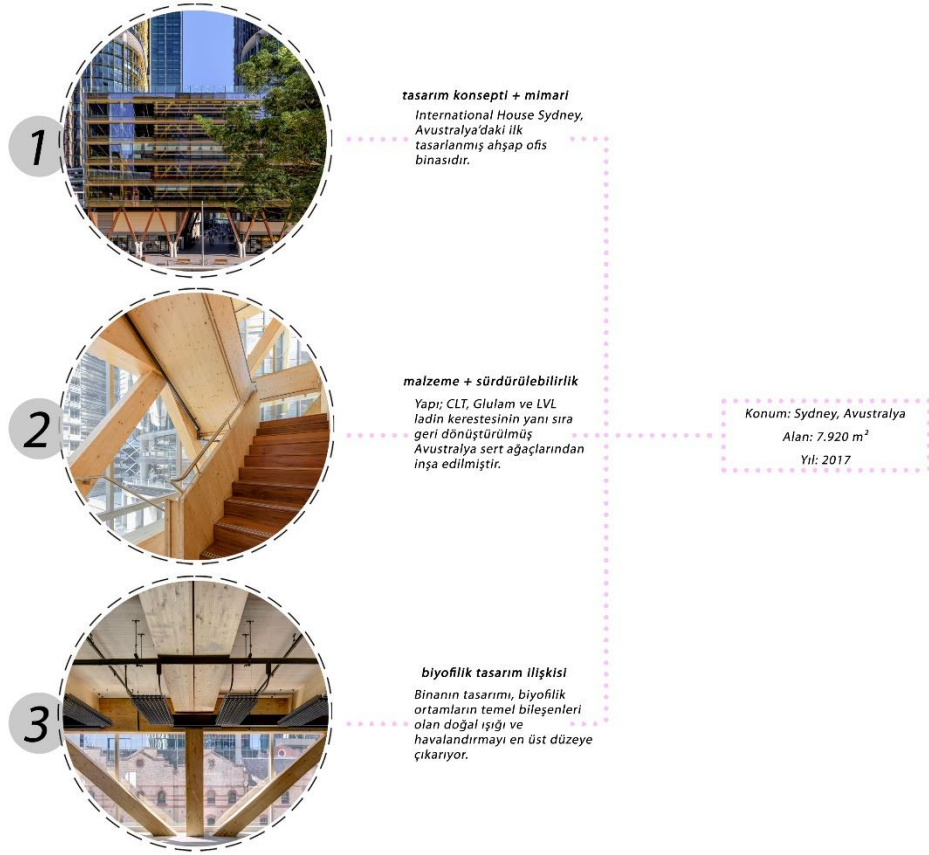 1
tasarım konsepti + mimari
International House Sydney,
Avustralya'daki ilk
tasarlanmış ahşap ofis
binasıdır.
2
malzeme + sürdürülebilirlik
Yapı; CLT, Glulam ve LVL
ladin kerestesinin yanı sıra
geri dönüştürülmüş
Avustralya sert ağaçlarından
inşa edilmiştir.
Konum: Sydney, Avustralya
Alan: 7.920 m²
Yıl: 2017
3
biyofilik tasarım ilişkisi
Binanın tasarımı, biyofilik
ortamların temel bileşenleri
olan doğal ışığı ve
havalandırmayı en üst düzeye
çıkarıyor.